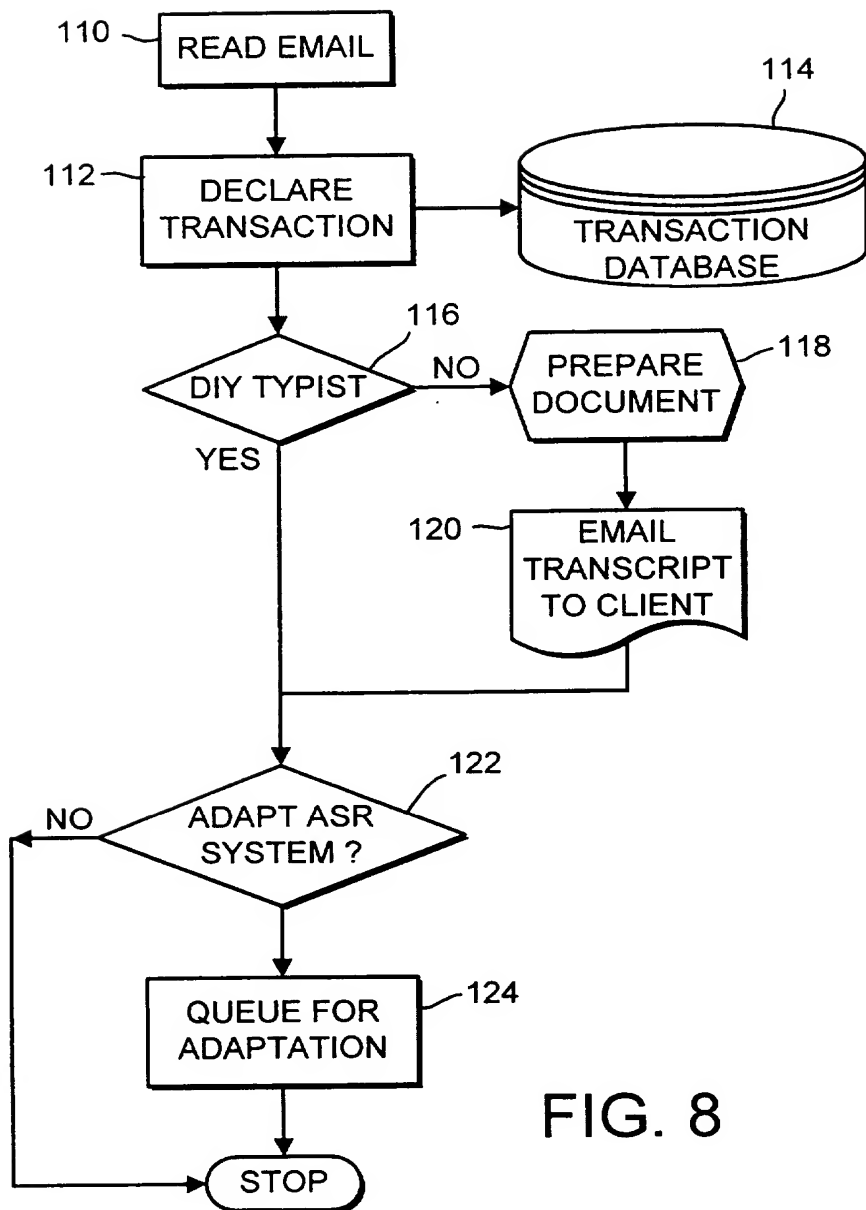 110
READ EMAIL
114
112
DECLARE
TRANSACTION
TRANSACTION
DATABASE
116
DIY TYPIST
NO
PREPARE
DOCUMENT
118
YES
120
EMAIL
TRANSCRIPT
TO CLIENT
122
NO
ADAPT ASR
SYSTEM ?
QUEUE FOR
ADAPTATION
124
STOP
FIG. 8